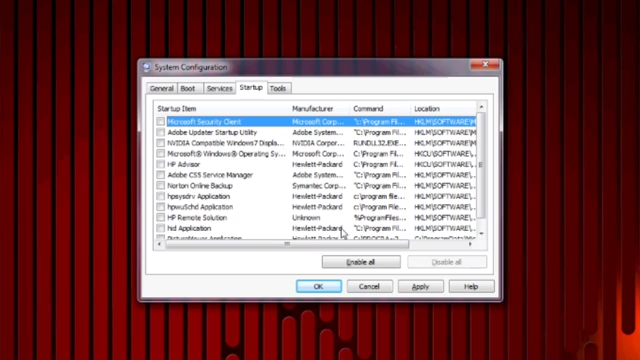 System Configuration
General Boot Services Startup Tools
Startup Item Manufacturer Command Location
Microsoft Security Client Microsoft Corp... "c:\Program Fil... HKLM\SOFTWARE\M
Adobe Updater Startup Utility Adobe System... "C:\Program Fil... HKLM\SOFTWARE\...
NVIDIA Compatible Windows7 Displa... NVIDIA Corpor... RUNDLL32.EXE... HKLM\SOFTWARE\M
Microsoft® Windows® Operating Sy... Microsoft Corp... C:\Program Fil... HKCU\SOFTWARE\M
HP Advisor Hewlett-Packard C:\Program Fil... HKCU\SOFTWARE\M
Adobe CS5 Service Manager Adobe System... "C:\Program Fil... HKLM\SOFTWARE\...
Norton Online Backup Symantec Corp... C:\Program Fil... HKLM\SOFTWARE\...
hpsysdrv Application Hewlett-Packard c:\program file... HKLM\SOFTWARE\...
hpwuSchd Application Hewlett-Packard C:\Program File... HKLM\SOFTWARE\...
HP Remote Solution Unknown %ProgramFiles... HKLM\SOFTWARE\...
hid Application Hewlett-Packard "C:\Program Fil... HKLM\SOFTWARE\...
Application Hewlett-Packard
Enable all Disable all
OK Cancel Apply Help